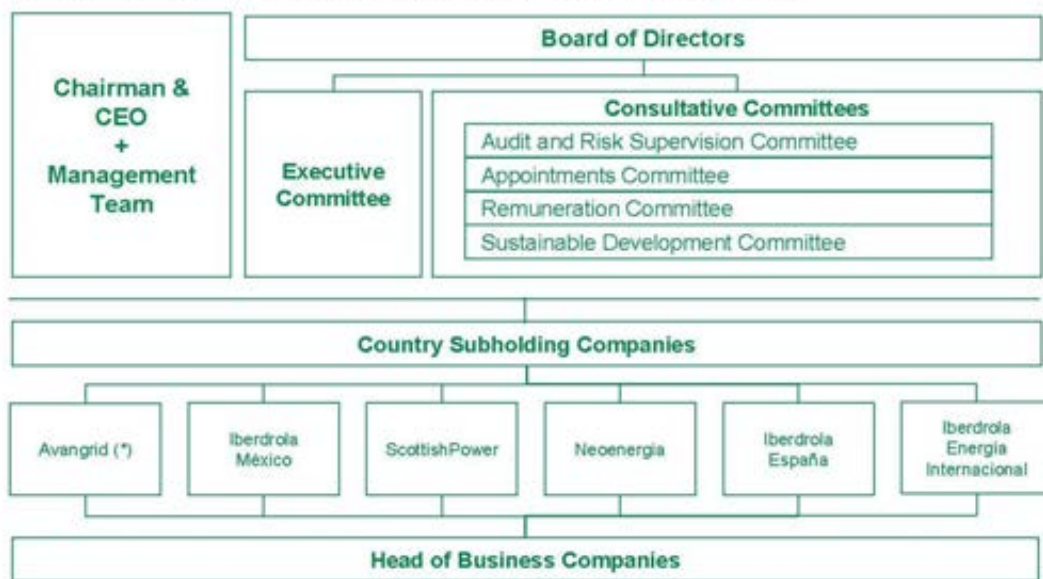 Chairman &
CEO
+
Management
Team
Board of Directors
Executive
Committee
Consultative Committees
Audit and Risk Supervision Committee
Appointments Committee
Remuneration Committee
Sustainable Development Committee
Country Subholding Companies
Avangrid (*)
Iberdrola
México
ScottishPower
Neoenergia
Iberdrola
España
Iberdrola
Energía
Internacional
Head of Business Companies